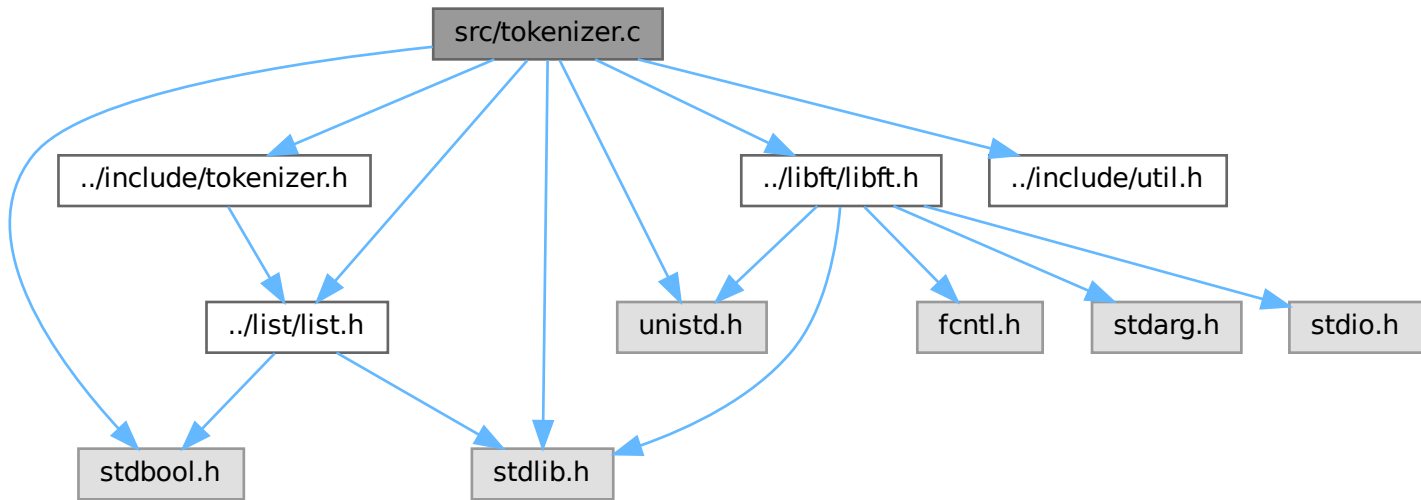 src/tokenizer.c
../include/tokenizer.h
../libft/libft.h
../include/util.h
../list/list.h
unistd.h
fcntl.h
stdarg.h
stdio.h
stdbool.h
stdlib.h